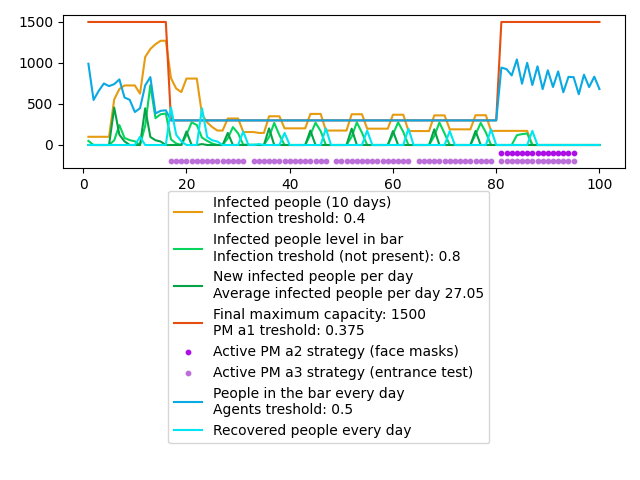 1500
1000
500
0
0
20
40
60
80
100
Infected people (10 days)
Infection treshold: 0.4
Infected people level in bar
Infection treshold (not present): 0.8
New infected people per day
Average infected people per day 27.05
Final maximum capacity: 1500
PM a1 treshold: 0.375
Active PM a2 strategy (face masks)
Active PM a3 strategy (entrance test)
People in the bar every day
Agents treshold: 0.5
Recovered people every day